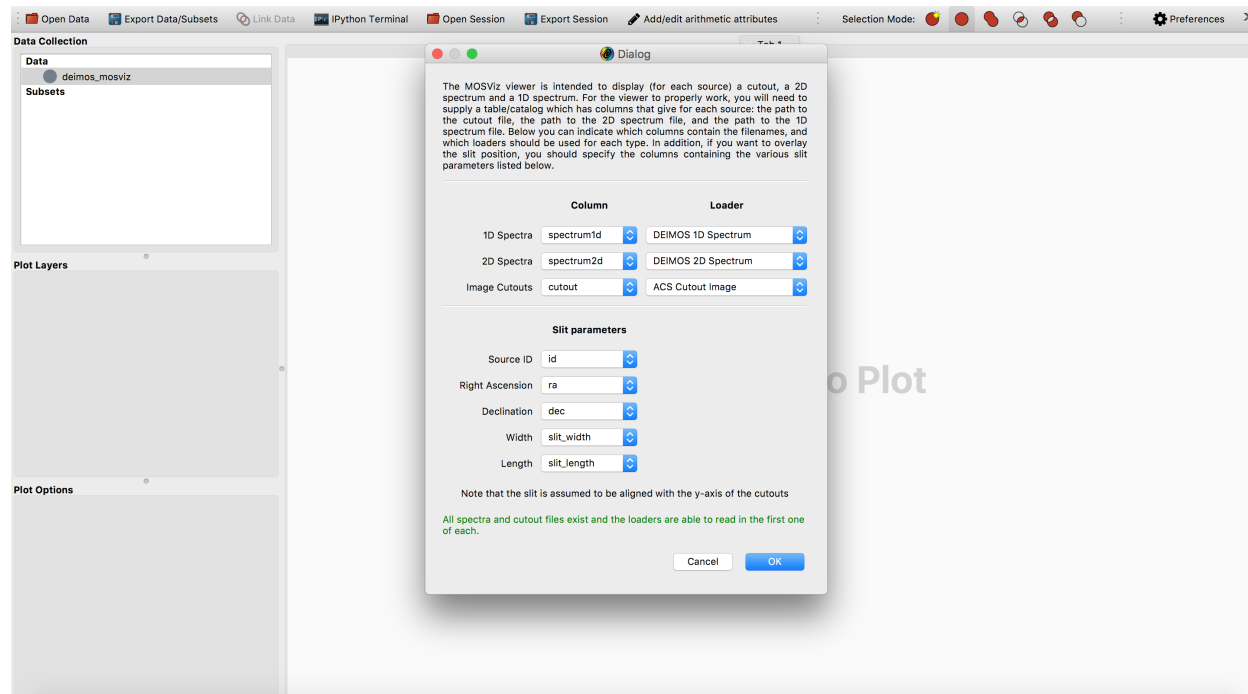 Open Data Export Data/Subsets Link Data IPython Terminal Open Session Export Session Add/edit arithmetic attributes Selection Mode: Preferences
Data Collection
Data
deimos_mosviz
Subsets
Plot Layers
Plot Options
Tab 1
Dialog
The MOSViz viewer is intended to display (for each source) a cutout, a 2D
spectrum and a 1D spectrum. For the viewer to properly work, you will need to
supply a table/catalog which has columns that give for each source: the path to
the cutout file, the path to the 2D spectrum file, and the path to the 1D
spectrum file. Below you can indicate which columns contain the filenames, and
which loaders should be used for each type. In addition, if you want to overlay
the slit position, you should specify the columns containing the various slit
parameters listed below.
Column Loader
1D Spectra spectrum1d DEIMOS 1D Spectrum
2D Spectra spectrum2d DEIMOS 2D Spectrum
Image Cutouts cutout ACS Cutout Image
Slit parameters
Source ID id
Right Ascension ra
Declination dec
Width slit_width
Length slit_length
Note that the slit is assumed to be aligned with the y-axis of the cutouts
All spectra and cutout files exist and the loaders are able to read in the first one
of each.
Cancel OK
o Plot